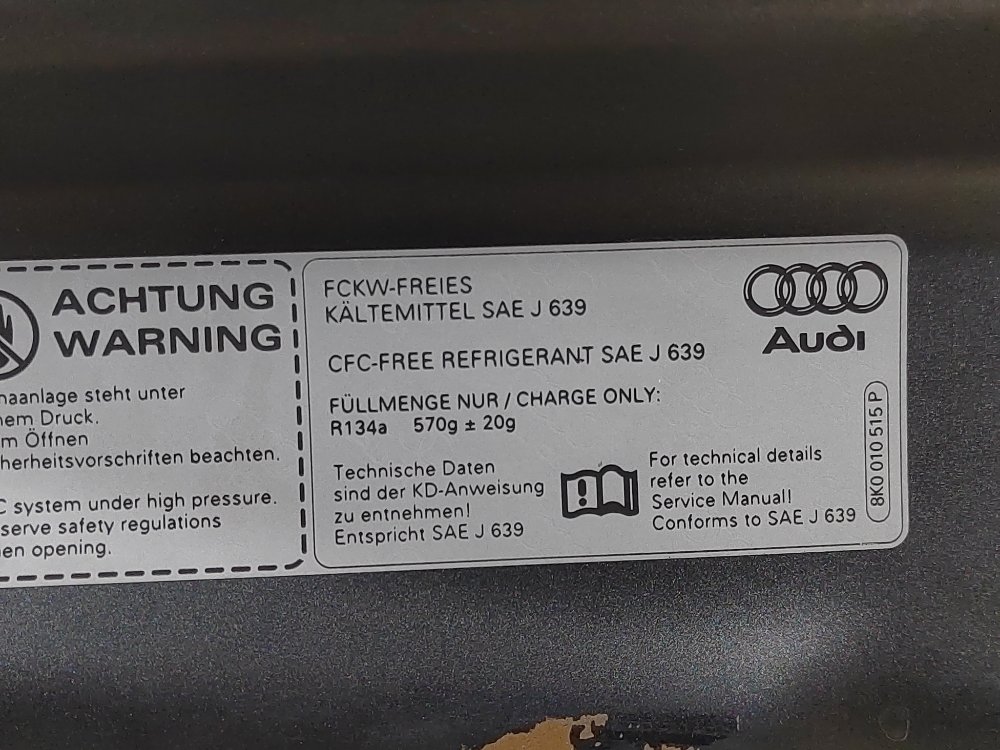 ACHTUNG
WARNING
naanlage steht unter
nem Druck.
m Öffnen
herheitsvorschriften beachten.
C system under high pressure.
serve safety regulations
en opening.
FCKW-FREIES
KÄLTEMITTEL SAE J 639
CFC-FREE REFRIGERANT SAE J 639
FÜLLMENGE NUR / CHARGE ONLY:
R134a 570g ± 20g
Technische Daten
sind der KD-Anweisung
zu entnehmen!
Entspricht SAE J 639
For technical details
refer to the
Service Manual!
Conforms to SAE J 639
Audi
8K0 010 515 P